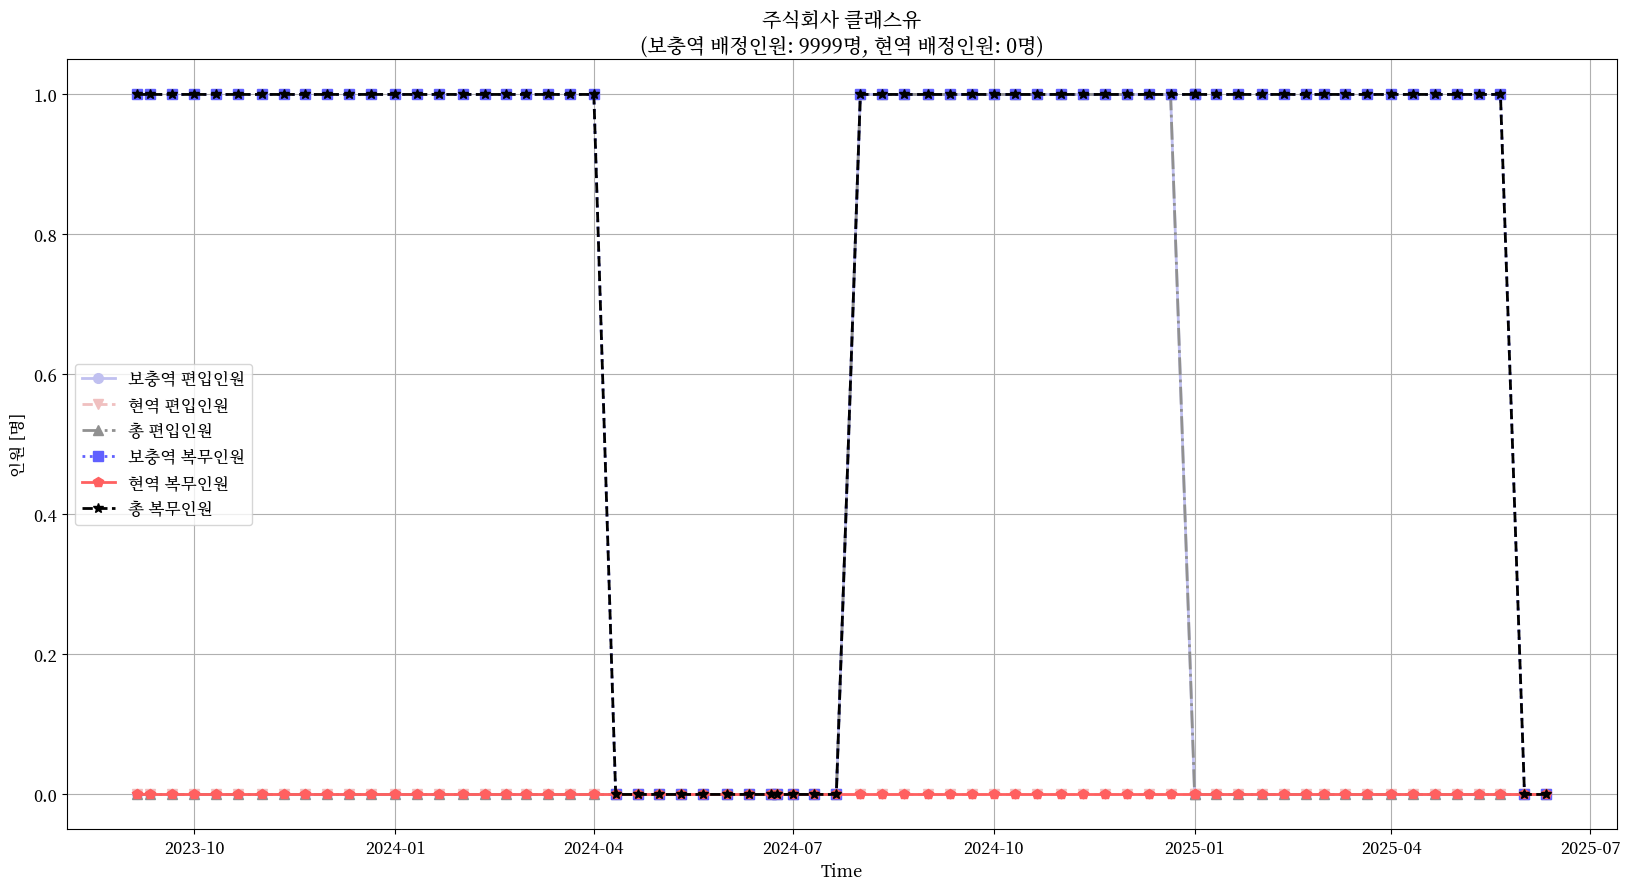 주식회사 클래스유
(보충역 배정인원: 9999명, 현역 배정인원: 0명)
1.0
0.8
0.6
0.4
0.2
0.0
인원 [명]
보충역 편입인원
현역 편입인원
총 편입인원
보충역 복무인원
현역 복무인원
총 복무인원
2023-10
2024-01
2024-04
2024-07
2024-10
2025-01
2025-04
2025-07
Time